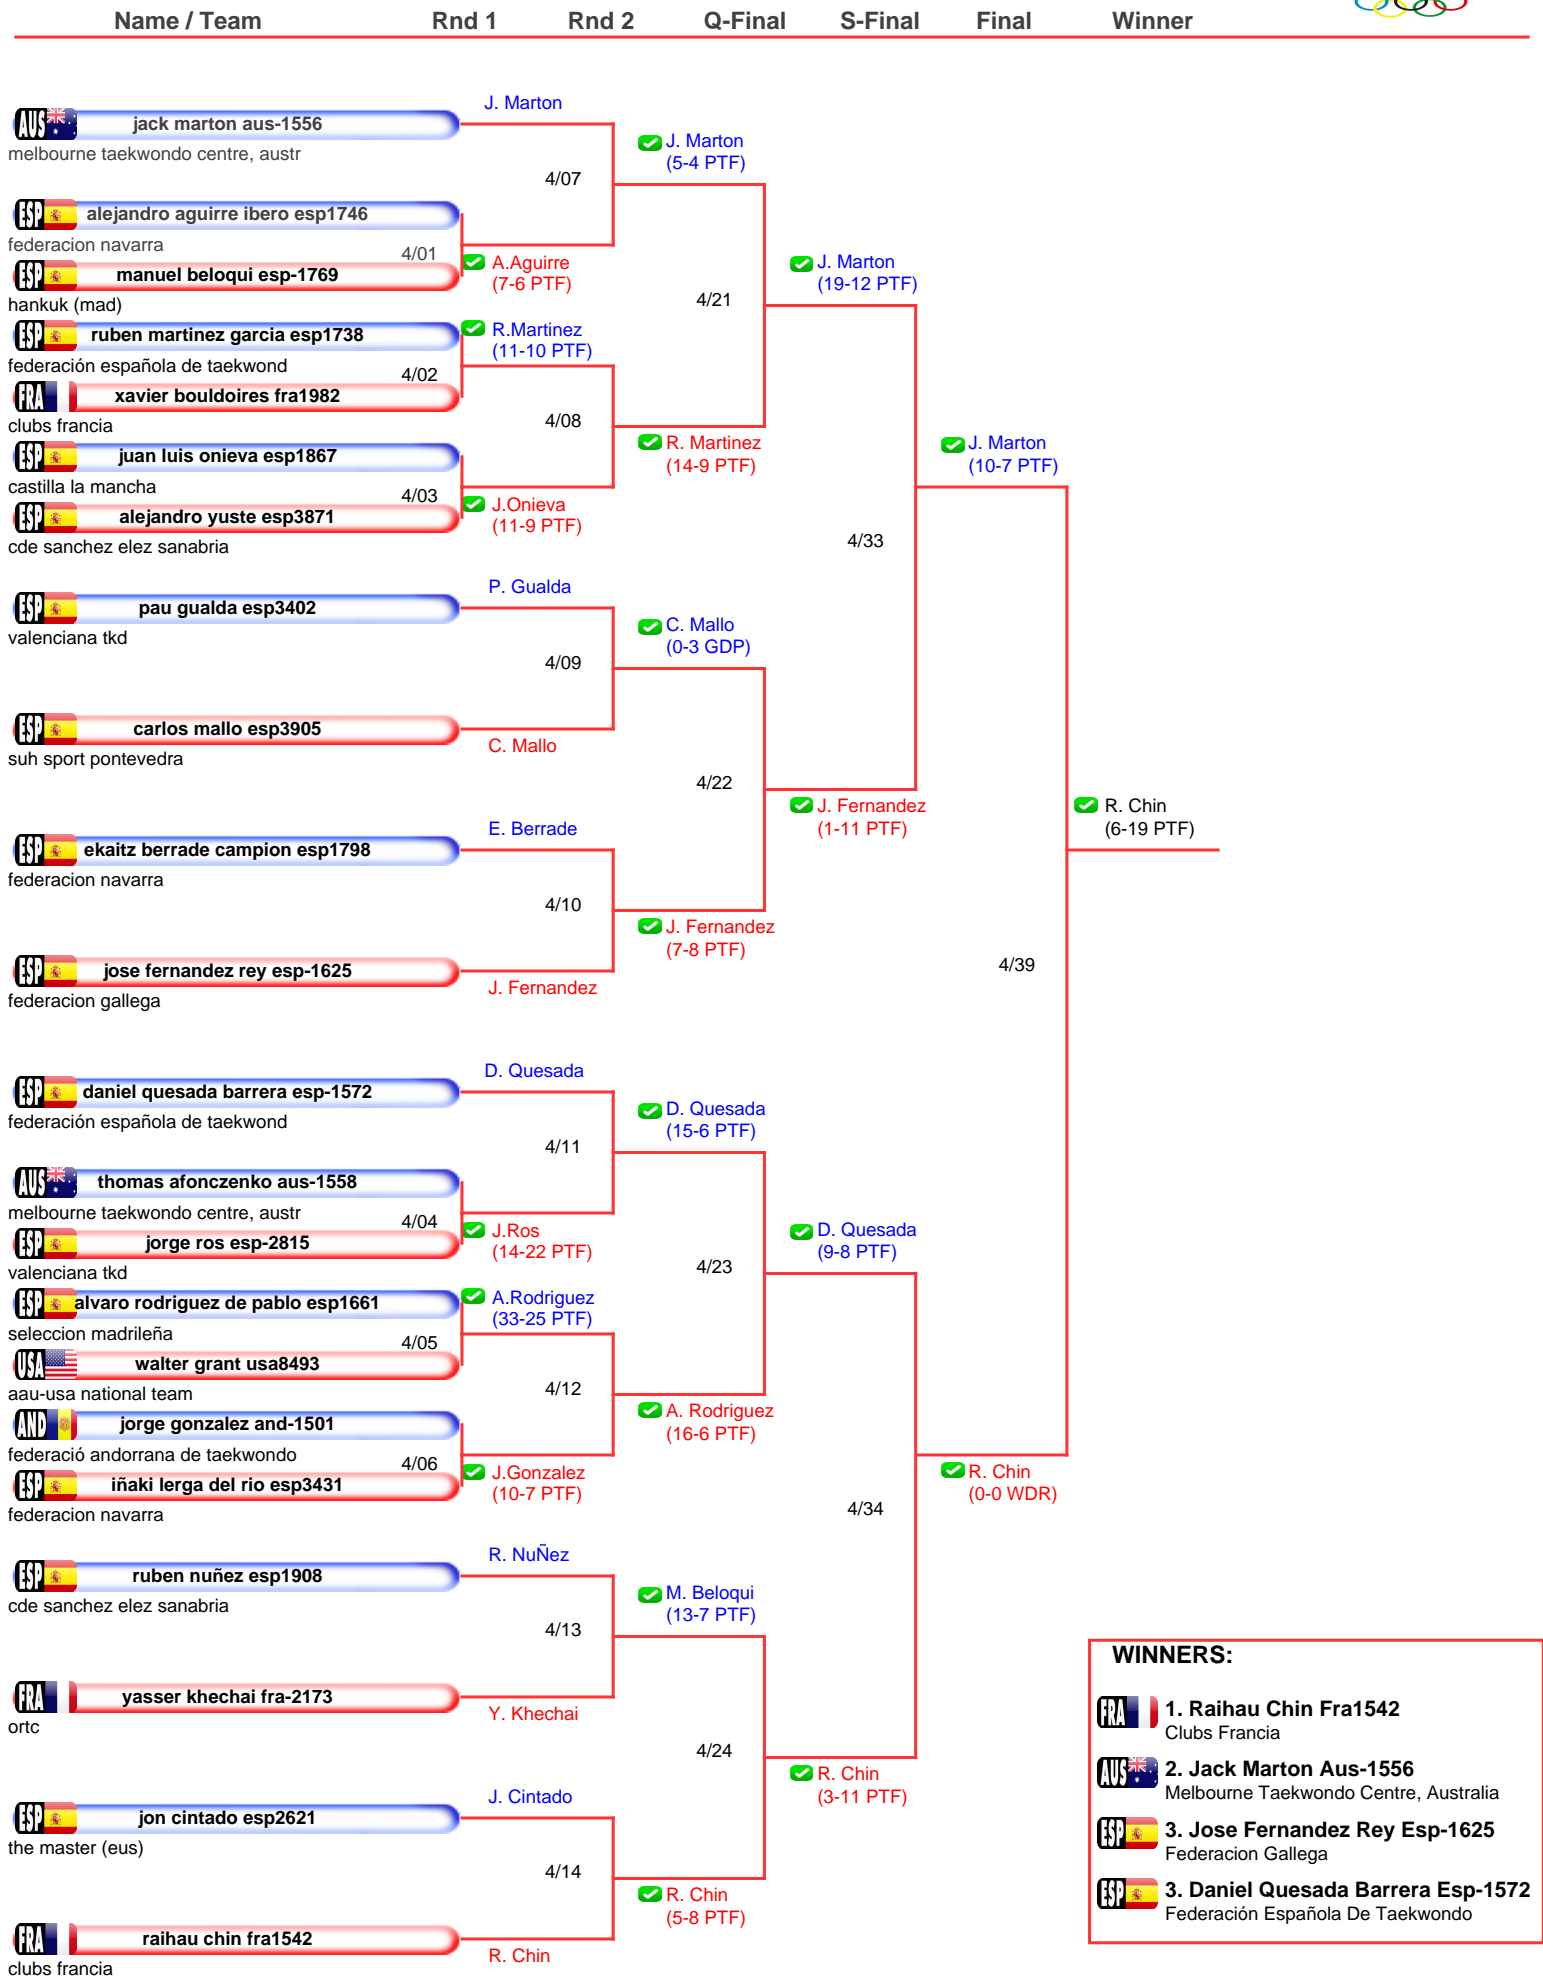 Name / Team Rnd 1 Rnd 2 Q-Final S-Final Final Winner
J. Marton
AUS jack marton aus-1556
melbourne taekwondo centre, austr
J. Marton
(5-4 PTF)
4/07
ESP alejandro aguirre ibero esp1746
federacion navarra
4/01
A.Aguirre
(7-6 PTF)
ESP manuel beloqui esp-1769
hankuk (mad)
J. Marton
(19-12 PTF)
4/21
ESP ruben martinez garcia esp1738
federación española de taekwond
R.Martinez
(11-10 PTF)
4/02
FRA xavier bouldoires fra1982
clubs francia
4/08
R. Martinez
(14-9 PTF)
J. Marton
(10-7 PTF)
ESP juan luis onieva esp1867
castilla la mancha
4/03
J.Onieva
(11-9 PTF)
ESP alejandro yuste esp3871
cde sanchez elez sanabria
4/33
P. Gualda
ESP pau gualda esp3402
valenciana tkd
C. Mallo
(0-3 GDP)
4/09
ESP carlos mallo esp3905
C. Mallo
suh sport pontevedra
4/22
J. Fernandez
(1-11 PTF)
R. Chin
(6-19 PTF)
E. Berrade
ESP ekaitz berrade campion esp1798
federacion navarra
4/10
J. Fernandez
(7-8 PTF)
4/39
ESP jose fernandez rey esp-1625
J. Fernandez
federacion gallega
D. Quesada
ESP daniel quesada barrera esp-1572
federación española de taekwond
D. Quesada
(15-6 PTF)
4/11
AUS thomas afonczenko aus-1558
melbourne taekwondo centre, austr
4/04
J.Ros
(14-22 PTF)
ESP jorge ros esp-2815
valenciana tkd
D. Quesada
(9-8 PTF)
4/23
ESP alvaro rodriguez de pablo esp1661
seleccion madrileña
A.Rodriguez
(33-25 PTF)
4/05
USA walter grant usa8493
aau-usa national team
4/12
A. Rodriguez
(16-6 PTF)
AND jorge gonzalez and-1501
federació andorrana de taekwondo
4/06
J.Gonzalez
(10-7 PTF)
ESP iñaki lerga del rio esp3431
federacion navarra
R. Chin
(0-0 WDR)
4/34
R. NuÑez
ESP ruben nuñez esp1908
cde sanchez elez sanabria
M. Beloqui
(13-7 PTF)
4/13
FRA yasser khechai fra-2173
Y. Khechai
ortc
4/24
R. Chin
(3-11 PTF)
J. Cintado
ESP jon cintado esp2621
the master (eus)
4/14
R. Chin
(5-8 PTF)
FRA raihau chin fra1542
R. Chin
clubs francia
WINNERS:
FRA 1. Raihau Chin Fra1542
Clubs Francia
AUS 2. Jack Marton Aus-1556
Melbourne Taekwondo Centre, Australia
ESP 3. Jose Fernandez Rey Esp-1625
Federacion Gallega
ESP 3. Daniel Quesada Barrera Esp-1572
Federación Española De Taekwondo